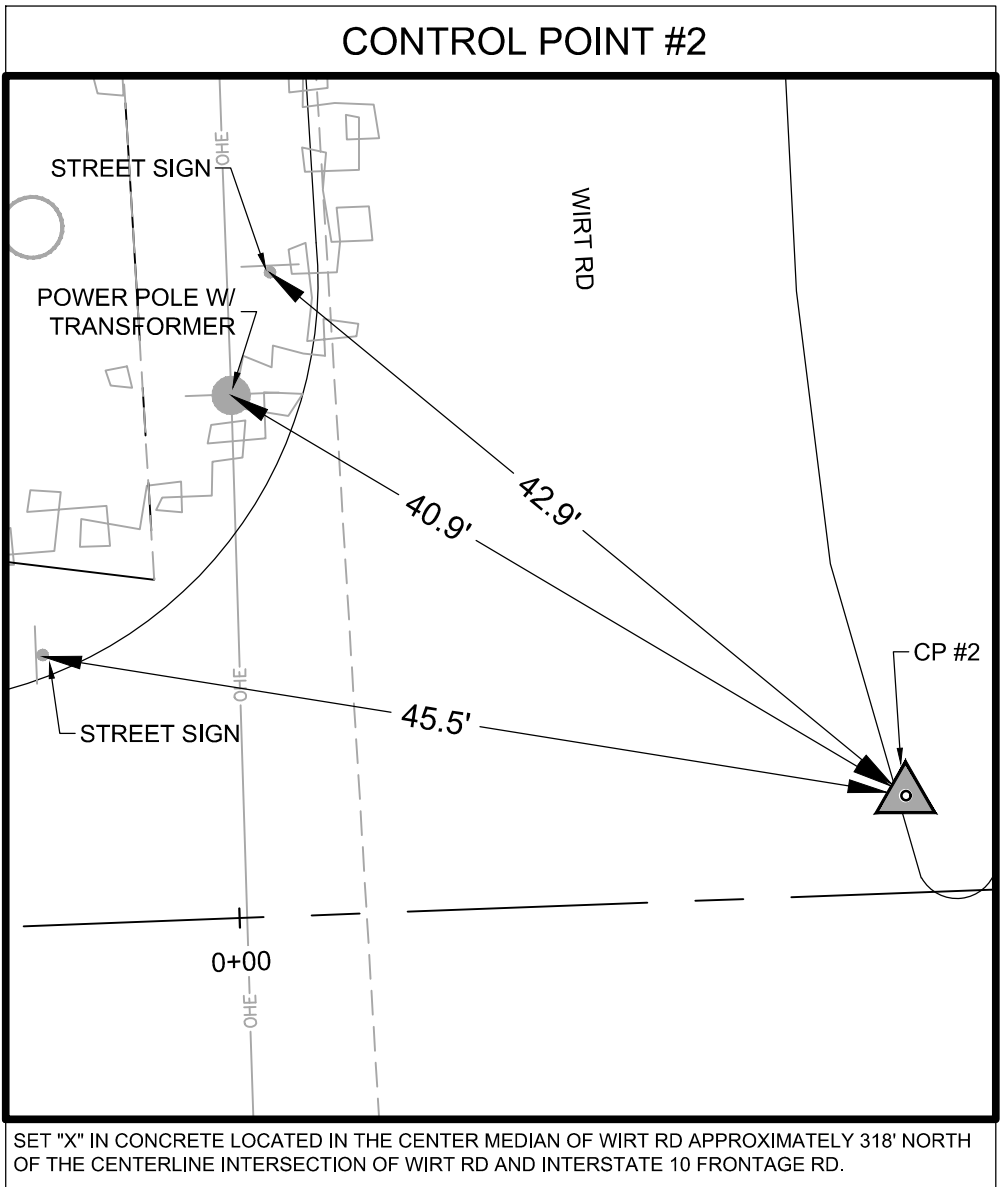 CONTROL POINT #2
OHE
STREET SIGN
WIRT RD
POWER POLE W/
TRANSFORMER
42.9'
40.9'
CP #2
OHE
45.5'
STREET SIGN
0+00
OHE
SET "X" IN CONCRETE LOCATED IN THE CENTER MEDIAN OF WIRT RD APPROXIMATELY 318' NORTH
OF THE CENTERLINE INTERSECTION OF WIRT RD AND INTERSTATE 10 FRONTAGE RD.